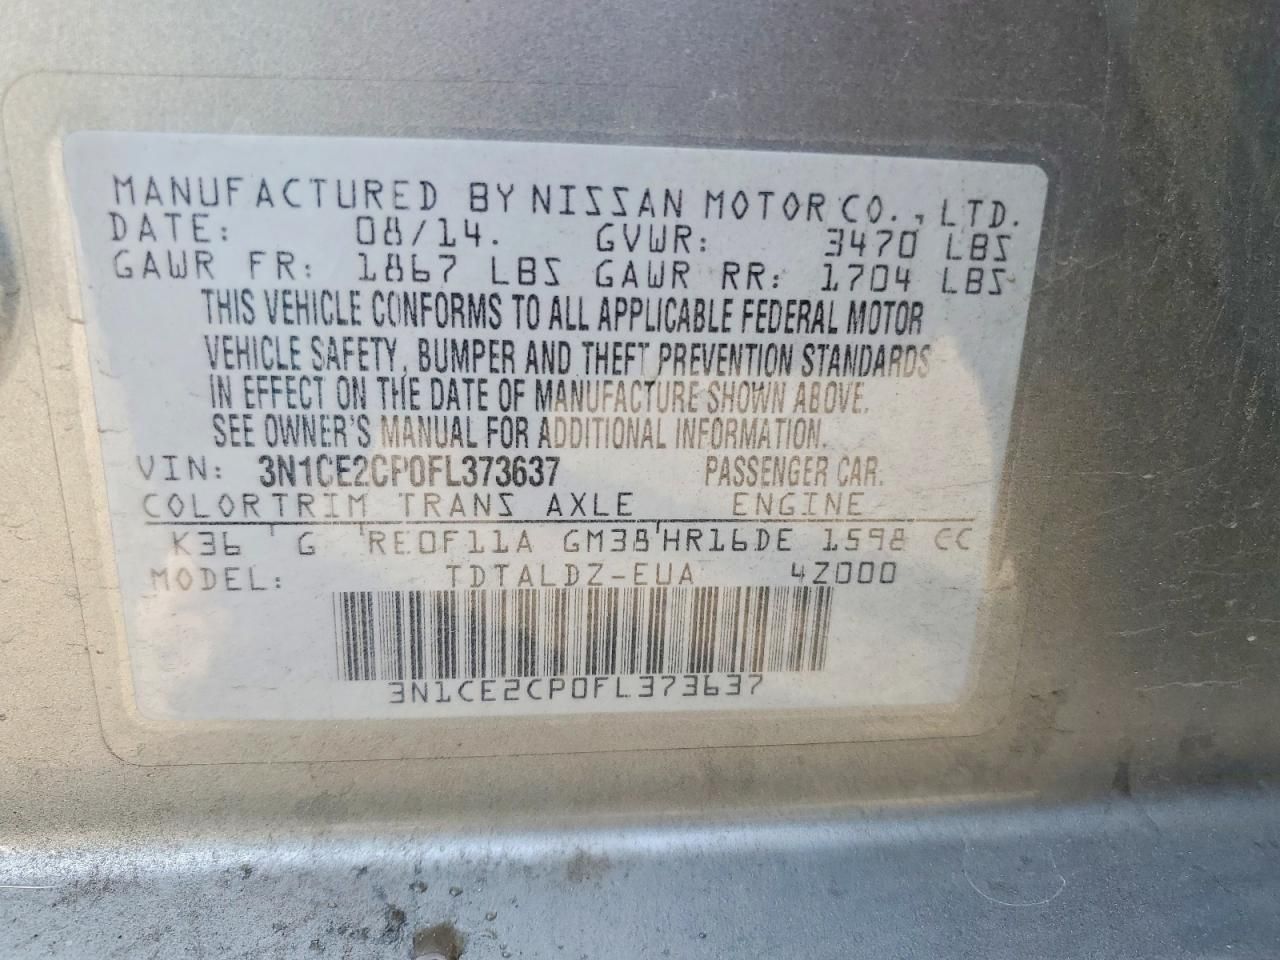 MANUFACTURED BY NISSAN MOTOR CO., LTD.
DATE: 08/14. GVWR: 3470 LBS
GAWR FR: 1867 LBS GAWR RR: 1704 LBS
THIS VEHICLE CONFORMS TO ALL APPLICABLE FEDERAL MOTOR
VEHICLE SAFETY, BUMPER AND THEFT PREVENTION STANDARDS
IN EFFECT ON THE DATE OF MANUFACTURE SHOWN ABOVE.
SEE OWNER'S MANUAL FOR ADDITIONAL INFORMATION.
VIN: 3N1CE2CP0FL373637 PASSENGER CAR.
COLOR TRIM TRANS AXLE ENGINE
K36 ' G ' RE0F11A GM38 ' HR16DE 1598 CC
MODEL: TDTALDZ-EUA 4Z000
3N1CE2CP0FL373637